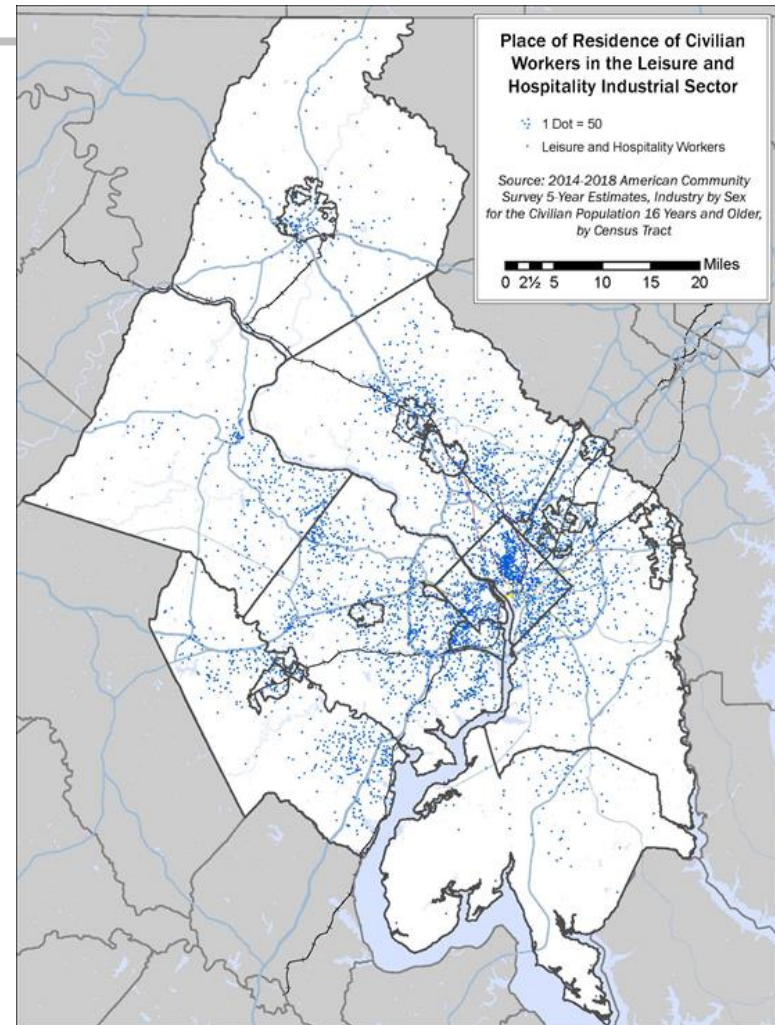 Place of Residence of Civilian
Workers in the Leisure and
Hospitality Industrial Sector
1 Dot = 50
Leisure and Hospitality Workers
Source: 2014-2018 American Community
Survey 5-Year Estimates, Industry by Sex
for the Civilian Population 16 Years and Older,
by Census Tract
Miles
0 2½ 5 10 15 20